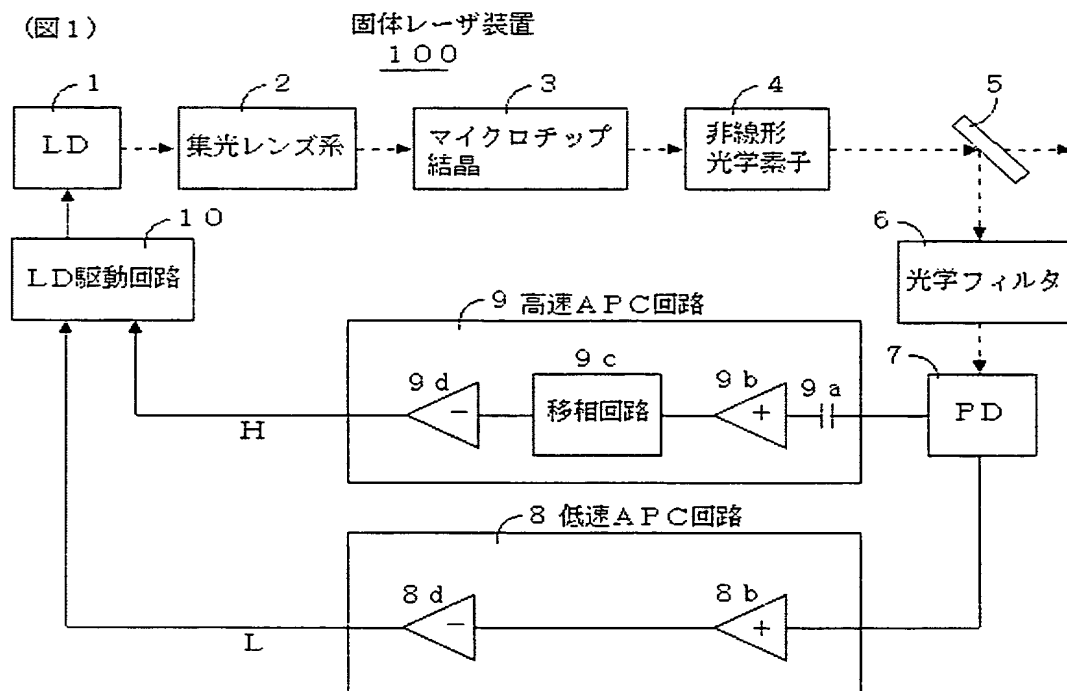 (図1)
固体レーザ装置
１００
1
2
3
4
5
ＬＤ
集光レンズ系
マイクロチップ
結晶
非線形
光学素子
１０
ＬＤ駆動回路
6
光学フィルタ
9 高速ＡＰＣ回路
7
ＰＤ
9d
9c
9b
9a
－
移相回路
＋
Ｈ
8 低速ＡＰＣ回路
8d
8b
－
＋
Ｌ